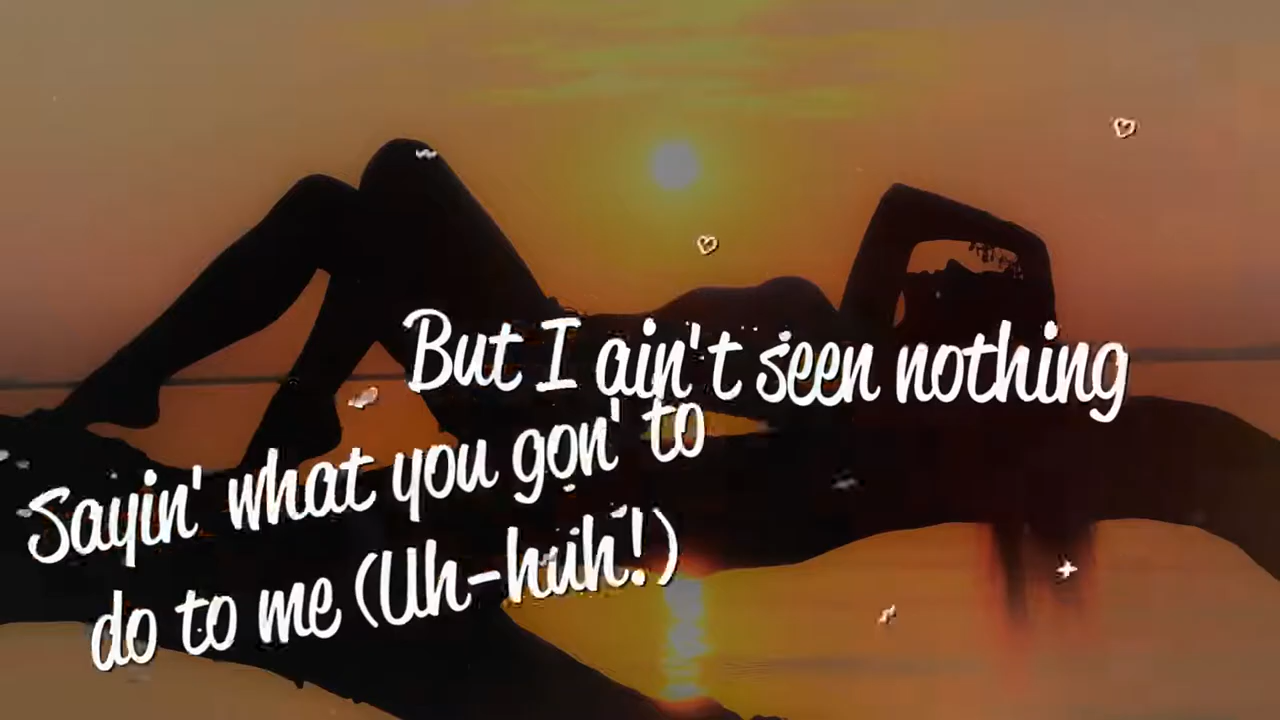 But I ain't seen nothing
Sayin' what you gon' to
do to me (Uh-huh!)